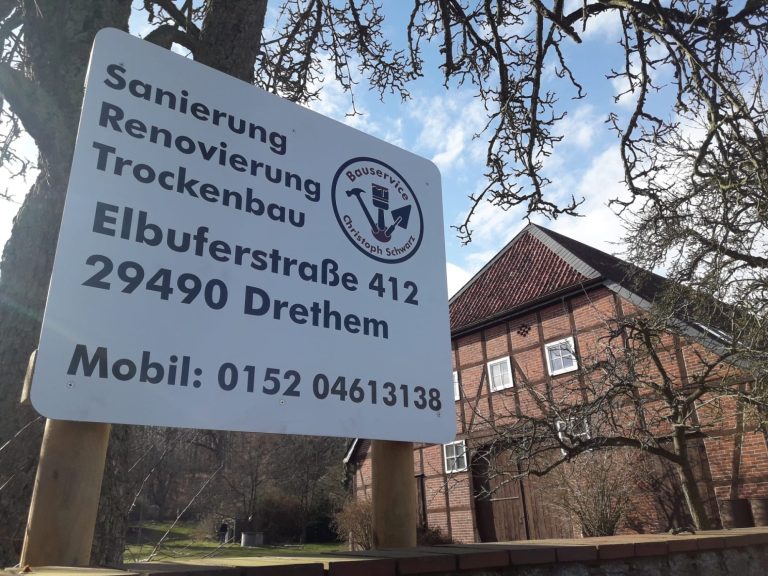 Sanierung
Renovierung
Trockenbau
Bauservice
Christoph Schwarz
Elbuferstraße 412
29490 Drethem
Mobil: 0152 04613138